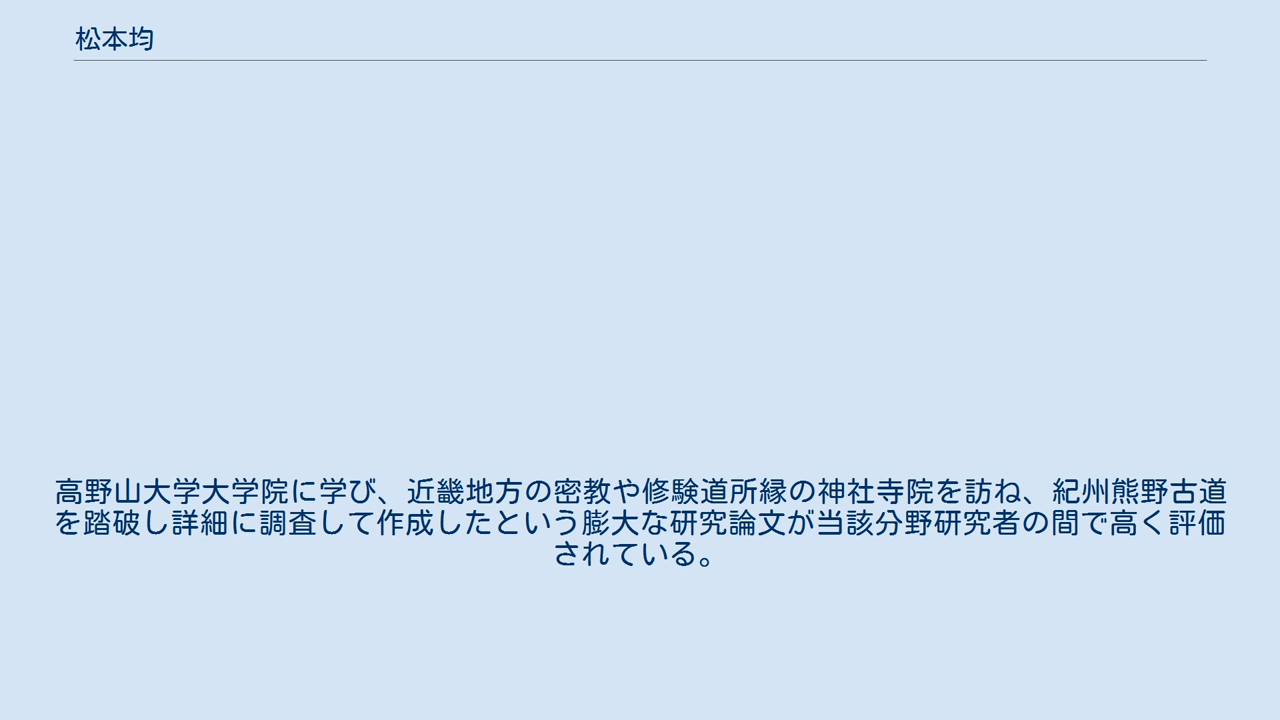 松本均
高野山大学大学院に学び、近畿地方の密教や修験道所縁の神社寺院を訪ね、紀州熊野古道
を踏破し詳細に調査して作成したという膨大な研究論文が当該分野研究者の間で高く評価
されている。